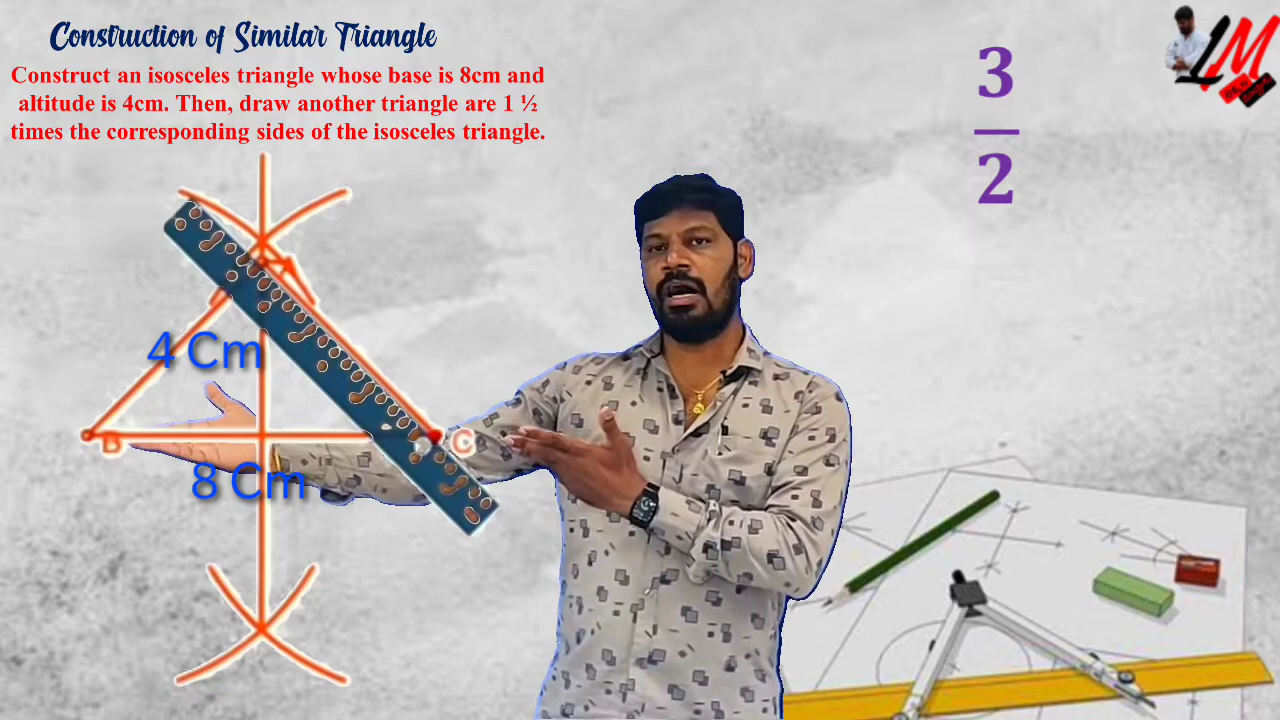 Construction of Similar Triangle
Construct an isosceles triangle whose base is 8cm and
altitude is 4cm. Then, draw another triangle are 1 ½
times the corresponding sides of the isosceles triangle.
3
2
LM
A
4 Cm
B
C
8 Cm